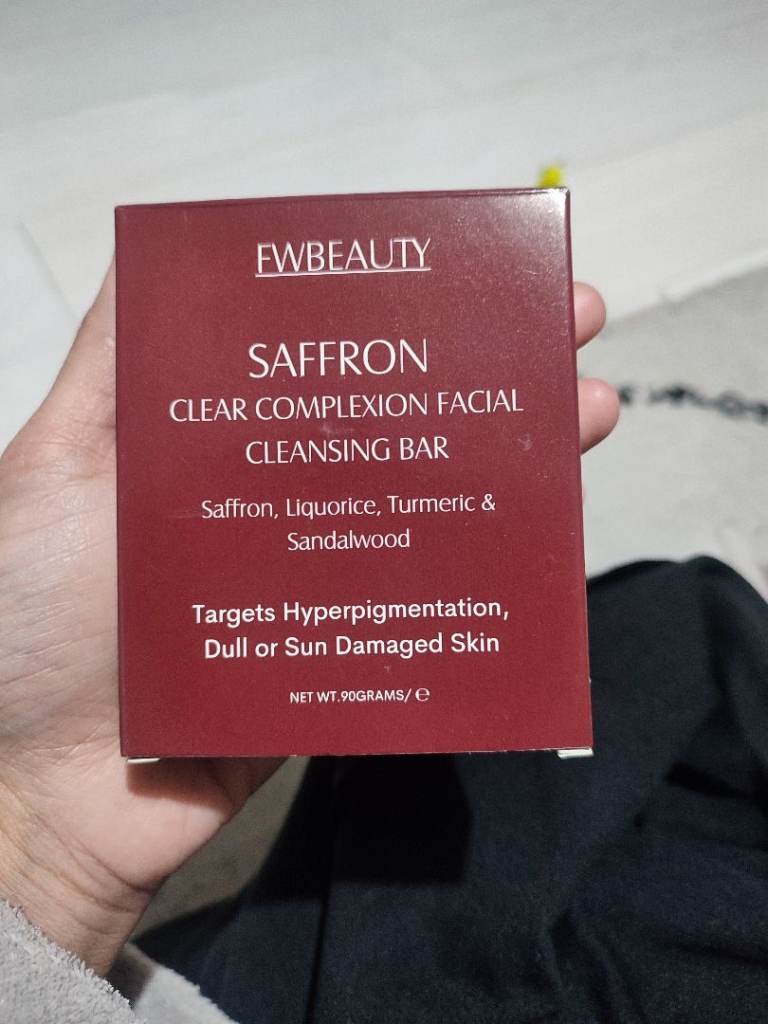 FWBEAUTY
SAFFRON
CLEAR COMPLEXION FACIAL
CLEANSING BAR
Saffron, Liquorice, Turmeric &
Sandalwood
Targets Hyperpigmentation,
Dull or Sun Damaged Skin
NET WT.90GRAMS/ ℮